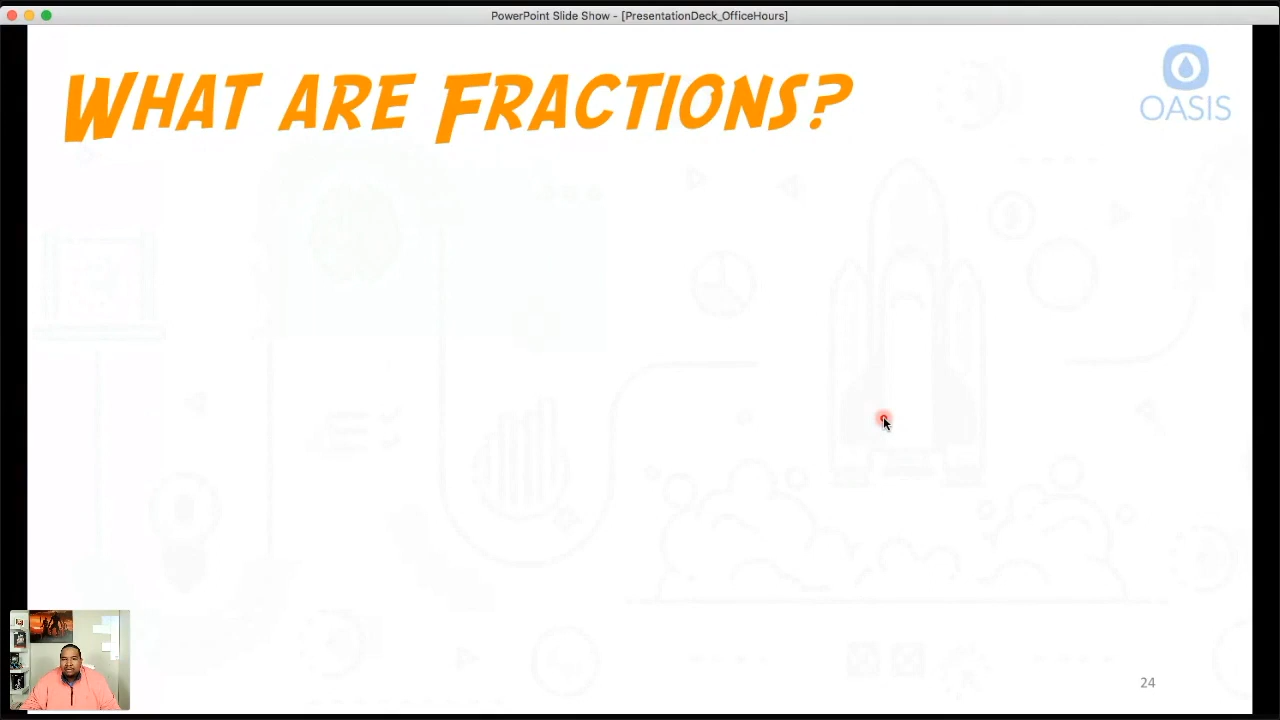 PowerPoint Slide Show - [PresentationDeck_OfficeHours]
WHAT ARE FRACTIONS?
OASIS
24